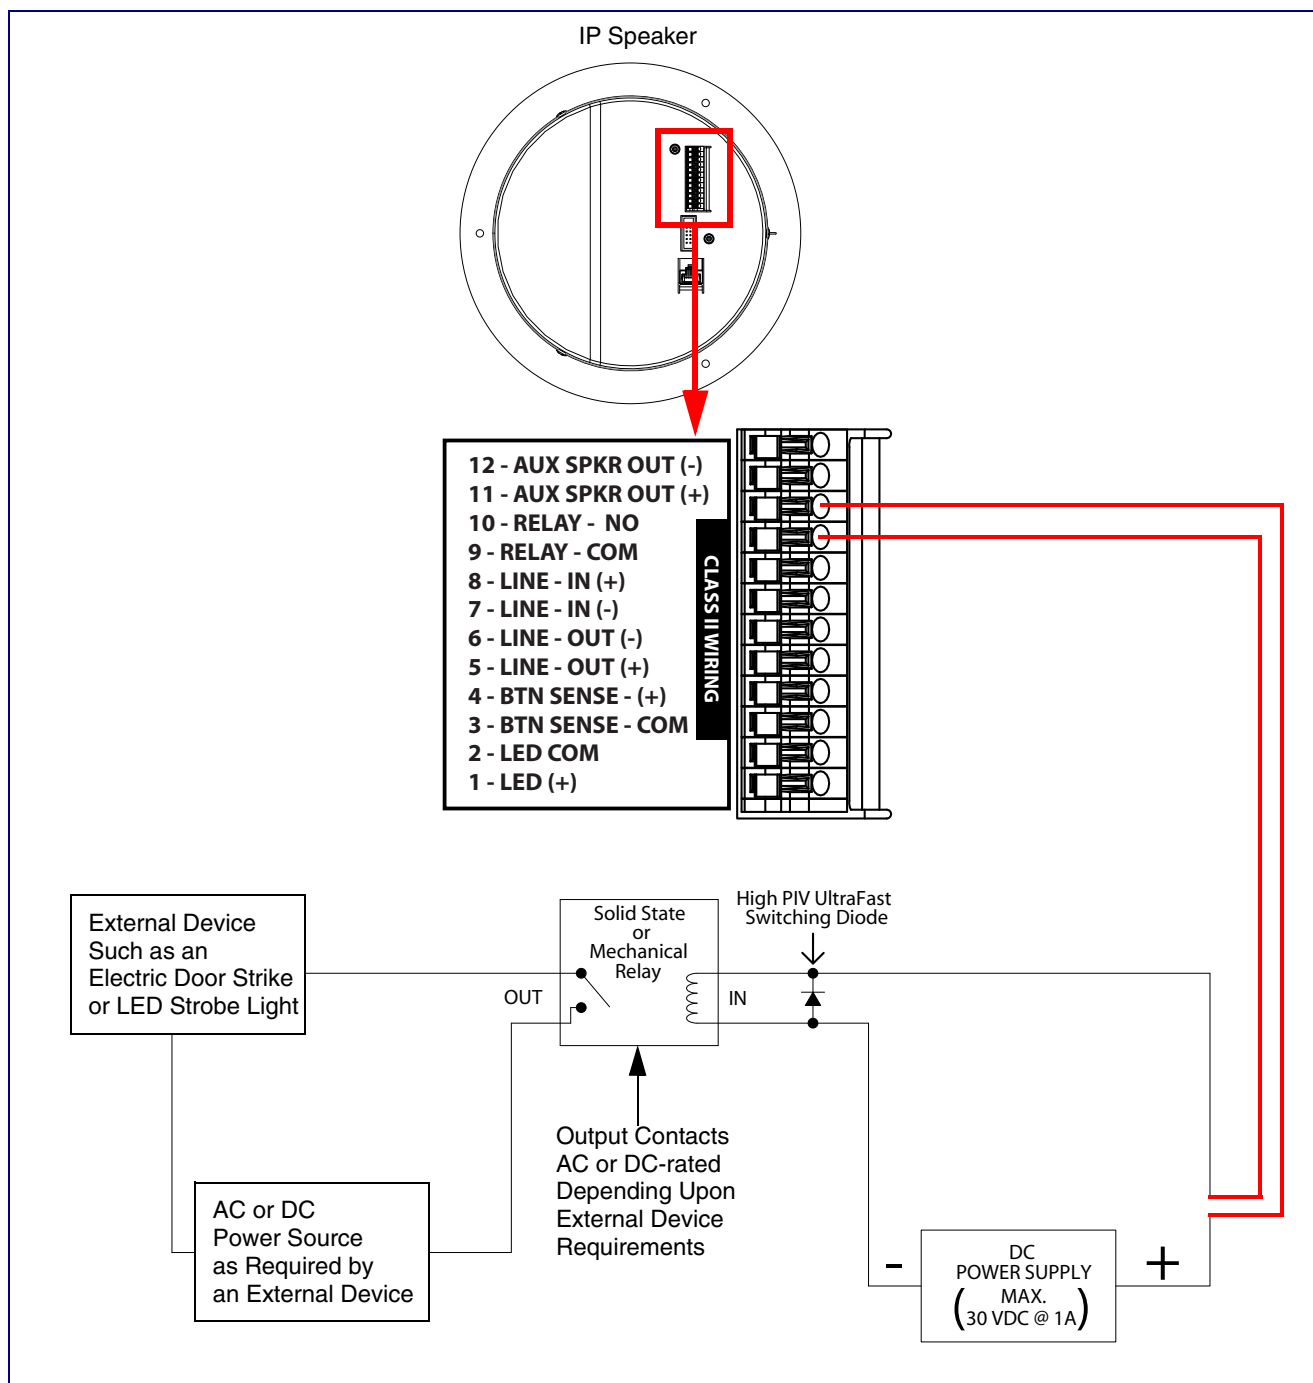 IP Speaker
12 - AUX SPKR OUT (-)
11 - AUX SPKR OUT (+)
10 - RELAY - NO
9 - RELAY - COM
8 - LINE - IN (+)
7 - LINE - IN (-)
6 - LINE - OUT (-)
5 - LINE - OUT (+)
4 - BTN SENSE - (+)
3 - BTN SENSE - COM
2 - LED COM
1 - LED (+)
CLASS II WIRING
External Device
Such as an
Electric Door Strike
or LED Strobe Light
Solid State
or
Mechanical
Relay
OUT
IN
High PIV UltraFast
Switching Diode
Output Contacts
AC or DC-rated
Depending Upon
External Device
Requirements
AC or DC
Power Source
as Required by
an External Device
-
DC
POWER SUPPLY
(MAX.
30 VDC @ 1A)
+